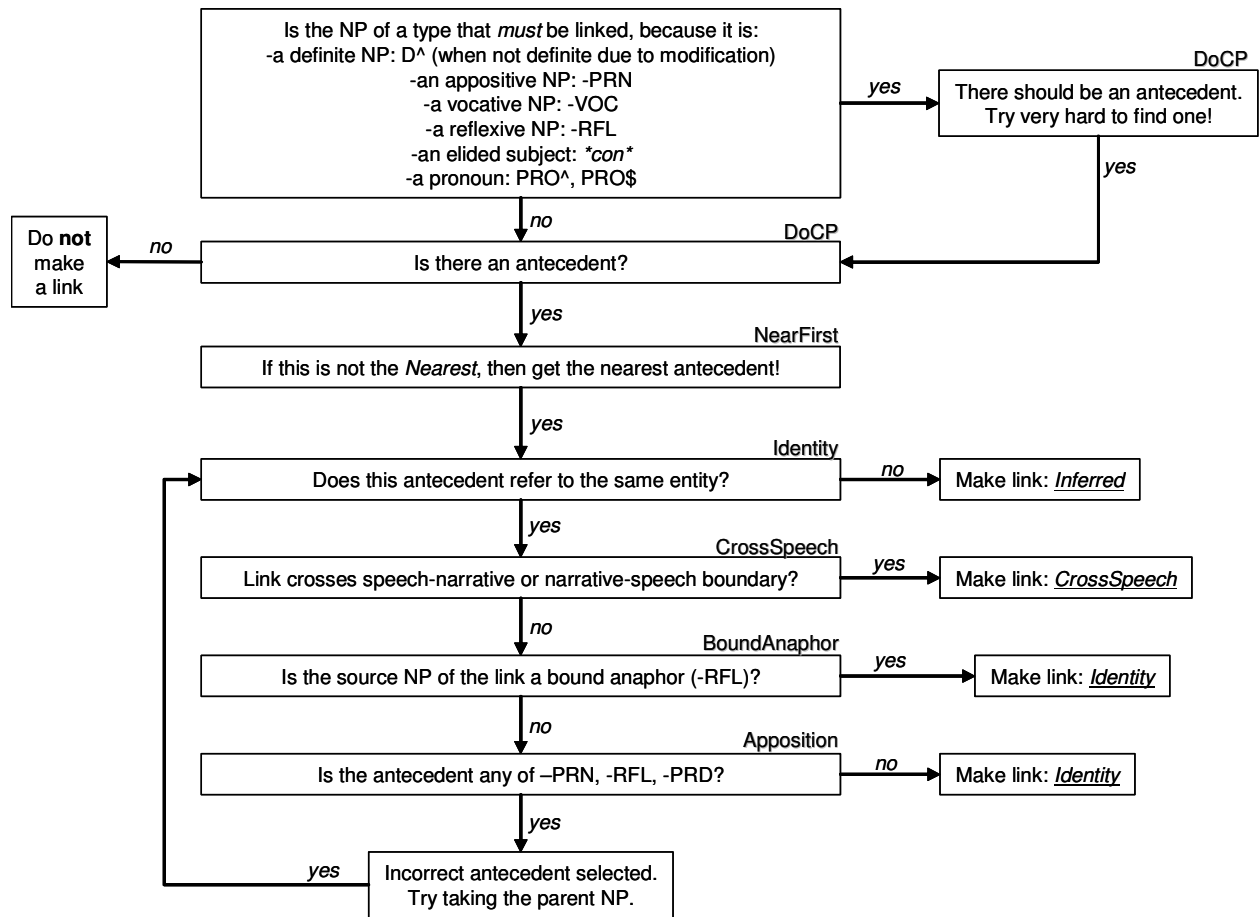 Is the NP of a type that must be linked, because it is:
-a definite NP: D^ (when not definite due to modification)
-an appositive NP: -PRN
-a vocative NP: -VOC
-a reflexive NP: -RFL
-an elided subject: *con*
-a pronoun: PRO^, PRO$
yes
DoCP
There should be an antecedent.
Try very hard to find one!
yes
no
DoCP
Is there an antecedent?
no
Do not
make
a link
yes
NearFirst
If this is not the Nearest, then get the nearest antecedent!
yes
Identity
Does this antecedent refer to the same entity?
no
Make link: Inferred
yes
CrossSpeech
Link crosses speech-narrative or narrative-speech boundary?
yes
Make link: CrossSpeech
no
BoundAnaphor
Is the source NP of the link a bound anaphor (-RFL)?
yes
Make link: Identity
no
Apposition
Is the antecedent any of –PRN, -RFL, -PRD?
no
Make link: Identity
yes
Incorrect antecedent selected.
Try taking the parent NP.
yes